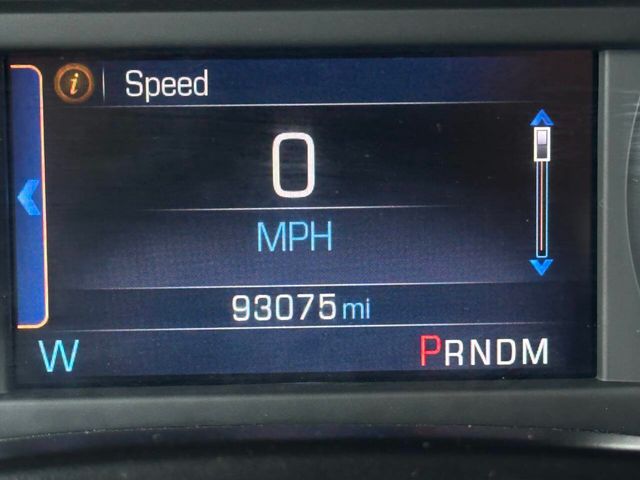 i Speed
0
MPH
93075 mi
W PRNDM